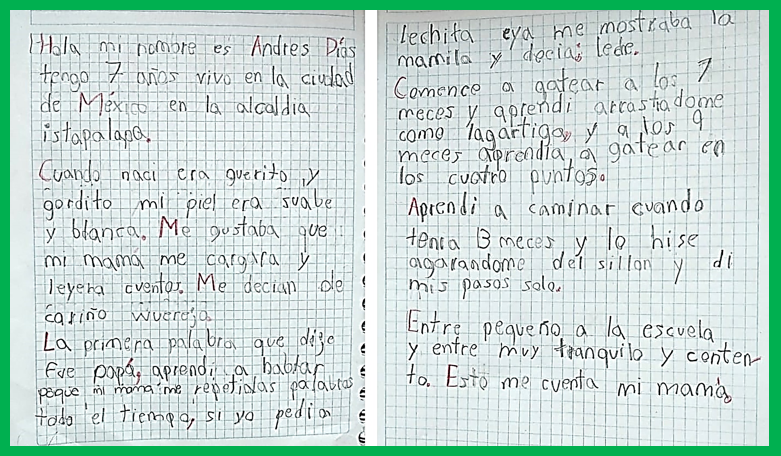 Hola mi nombre es Andres Días
tengo 7 años vivo en la ciudad
de México en la alcaldia
istapalapa.
Cuando naci era guerito, y
gordito mi piel era suabe
y blanca. Me gustaba que
mi mamá me cargara y
leyera cuentos. Me decian de
cariño wuerejo.
La primera palabra que dije
Fue papá, aprendi a hablar
peque mi mama me repetia las palabras
todo el tiempo, si yo pedia
lechita eya me mostraba la
mamila y decia; lede.
Comence a gatear a los 7
meces y aprendi arrastradome
como lagartiga, y a los 9
meces aprendia, a gatear en
los cuatro puntos.
Aprendi a caminar cuando
tenia 13 meces y lo hise
agarandome del sillon y di
mis pasos solo.
Entre pequeño a la escuela
y entre muy tranquilo y conten-
to. Esto me cuenta mi mamá.